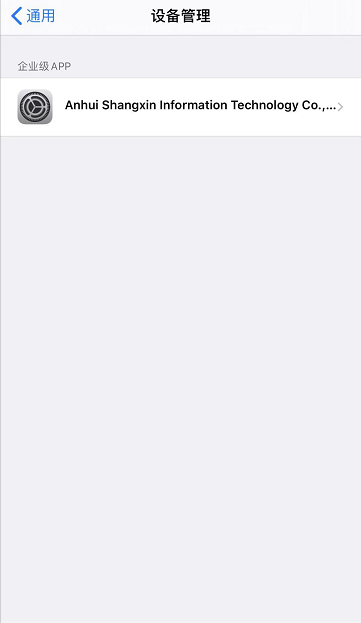 通用
设备管理
企业级APP
Anhui Shangxin Information Technology Co.,...